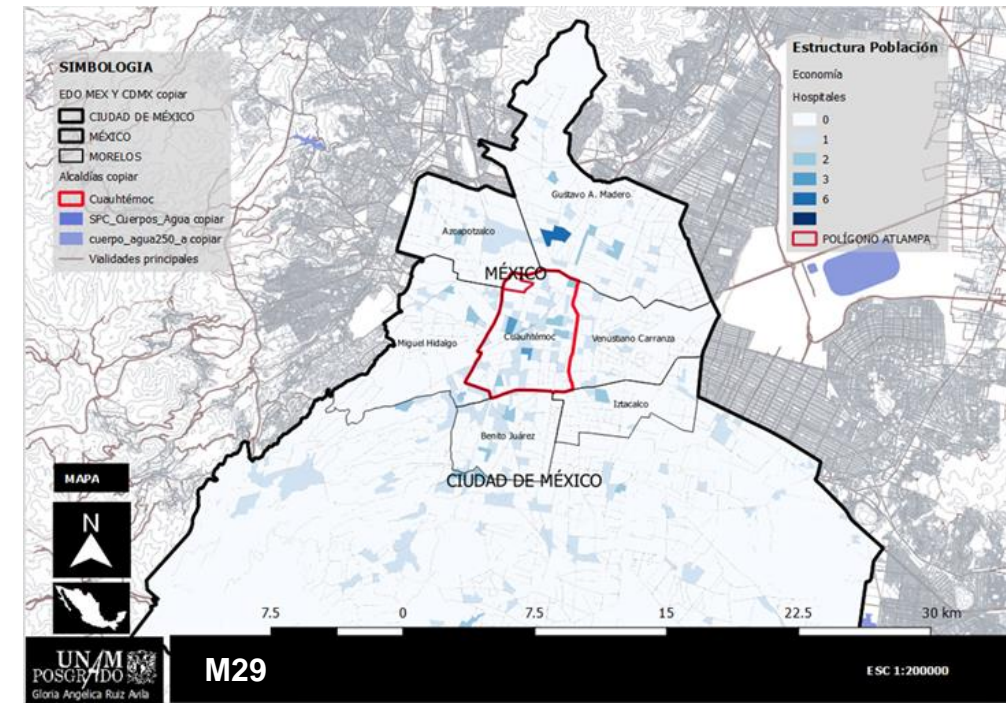 SIMBOLOGIA
EDO MEX Y CDMX copiar
CIUDAD DE MÉXICO
MÉXICO
MORELOS
Alcaldías copiar
Cuauhtémoc
SPC_Cuerpos_Agua copiar
cuerpo_agua250_a copiar
Vialidades principales
Estructura Población
Economía
Hospitales
0
1
2
3
6
POLÍGONO ATLAMPA
Gustavo A. Madero
Azcapotzalco
MÉXICO
Miguel Hidalgo
Cuauhtémoc
Venustiano Carranza
Iztacalco
Benito Juárez
CIUDAD DE MÉXICO
MAPA
N
7.5 0 7.5 15 22.5 30 km
UNAM
POSGRADO
Gloria Angélica Ruiz Avila
M29
ESC 1:200000